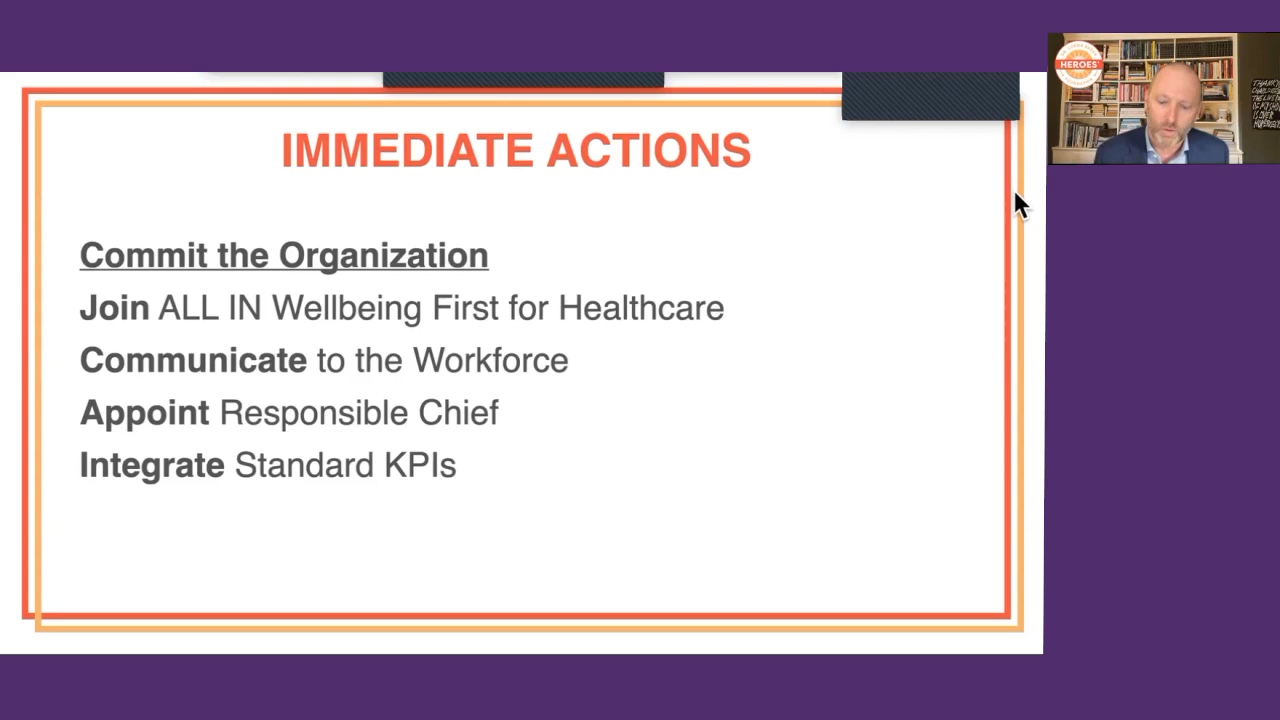 IMMEDIATE ACTIONS
Commit the Organization
Join ALL IN Wellbeing First for Healthcare
Communicate to the Workforce
Appoint Responsible Chief
Integrate Standard KPIs
HEROES'